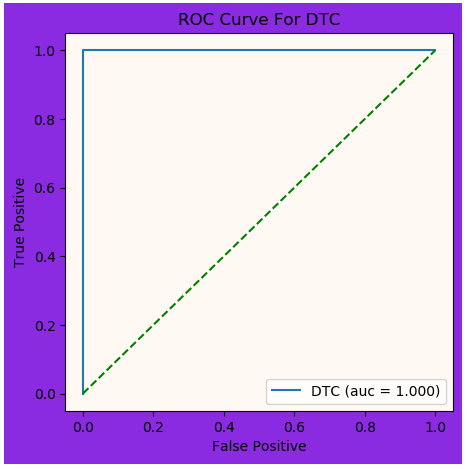 ROC Curve For DTC
True Positive
1.0
0.8
0.6
0.4
0.2
0.0
DTC (auc = 1.000)
0.0 0.2 0.4 0.6 0.8 1.0
False Positive